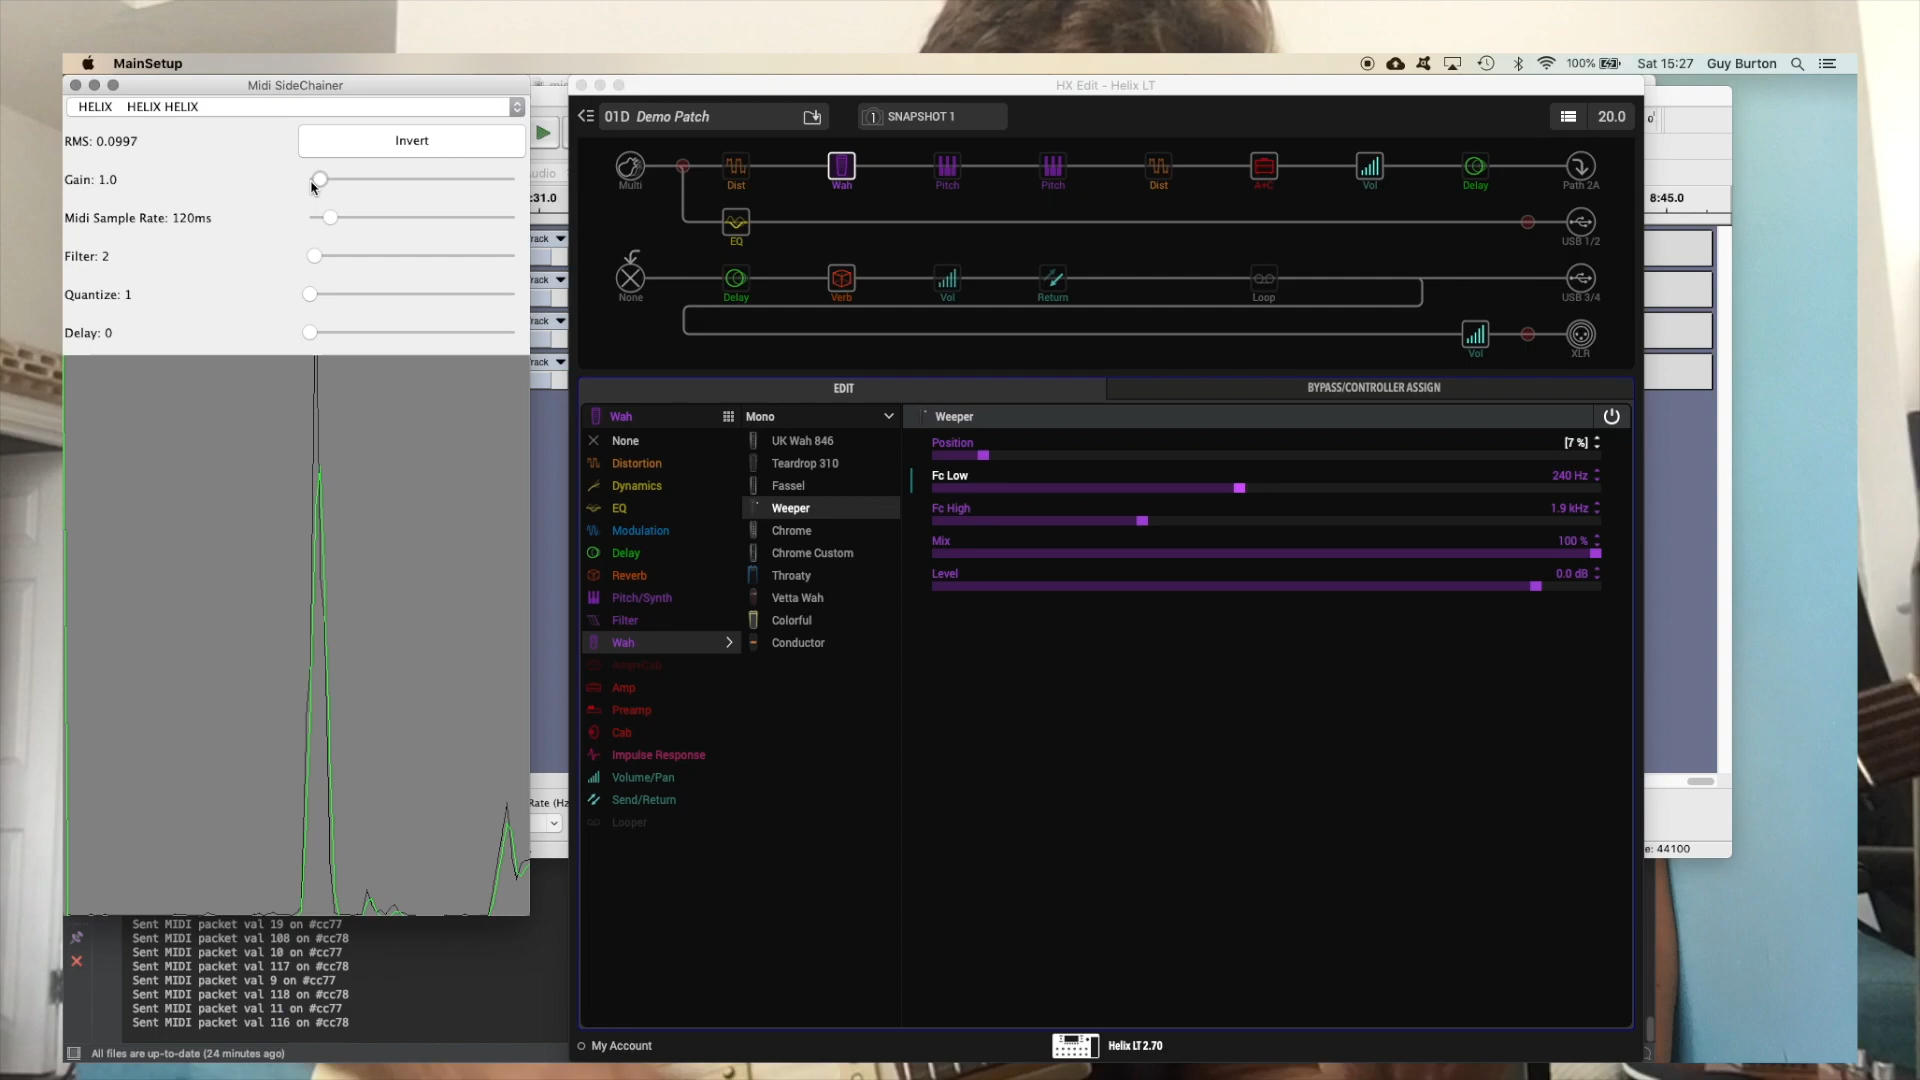 MainSetup
100%
Sat 15:27
Guy Burton
Midi SideChainer
HELIX HELIX HELIX
RMS: 0.0997
Invert
Gain: 1.0
Midi Sample Rate: 120ms
Filter: 2
Quantize: 1
Delay: 0
HX Edit - Helix LT
01D Demo Patch
1 SNAPSHOT 1
20.0
Multi
Dist
Wah
Pitch
Pitch
Dist
A+C
Vol
Delay
Path 2A
EQ
USB 1/2
None
Delay
Verb
Vol
Return
Loop
USB 3/4
Vol
XLR
udio
:31.0
rack
rack
rack
rack
8:45.0
EDIT
BYPASS/CONTROLLER ASSIGN
Wah
Mono
Weeper
None
Distortion
Dynamics
EQ
Modulation
Delay
Reverb
Pitch/Synth
Filter
Wah
Amp+Cab
Amp
Preamp
Cab
Impulse Response
Volume/Pan
Send/Return
Looper
UK Wah 846
Teardrop 310
Fassel
Weeper
Chrome
Chrome Custom
Throaty
Vetta Wah
Colorful
Conductor
Position [7 %]
Fc Low 240 Hz
Fc High 1.9 kHz
Mix 100 %
Level 0.0 dB
Rate (Hz
e: 44100
Sent MIDI packet val 19 on #cc77
Sent MIDI packet val 108 on #cc78
Sent MIDI packet val 10 on #cc77
Sent MIDI packet val 117 on #cc78
Sent MIDI packet val 9 on #cc77
Sent MIDI packet val 118 on #cc78
Sent MIDI packet val 11 on #cc77
Sent MIDI packet val 116 on #cc78
All files are up-to-date (24 minutes ago)
My Account
Helix LT 2.70